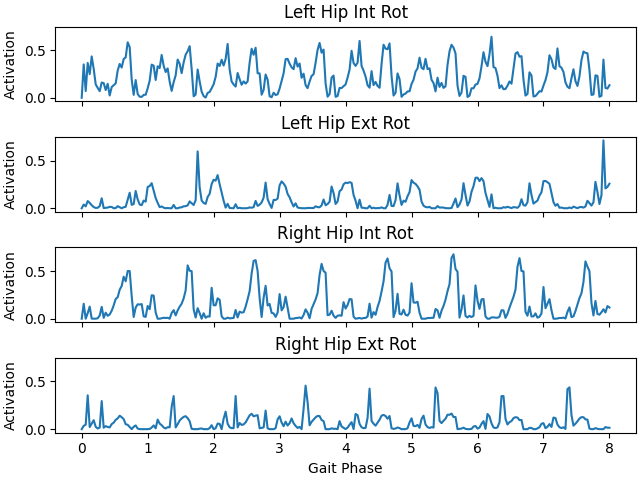 Left Hip Int Rot
Activation
0.5
0.0
Left Hip Ext Rot
Activation
0.5
0.0
Right Hip Int Rot
Activation
0.5
0.0
Right Hip Ext Rot
Activation
0.5
0.0
0 1 2 3 4 5 6 7 8
Gait Phase